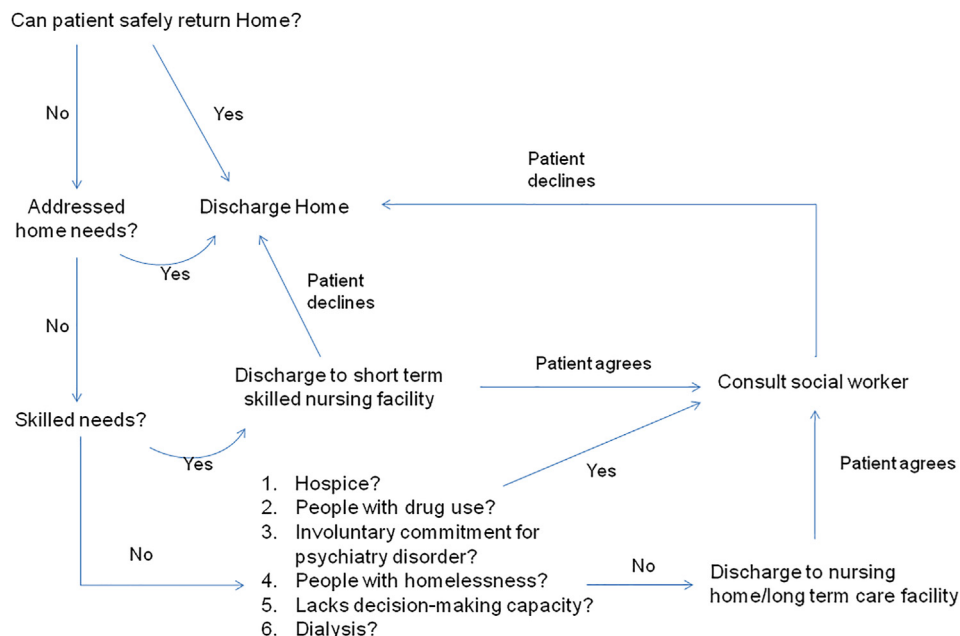 Can patient safely return Home?
No
Yes
Patient
declines
Addressed
home needs?
Discharge Home
Yes
Patient
declines
No
Discharge to short term
skilled nursing facility
Patient agrees
Consult social worker
Skilled needs?
Yes
Yes
Patient agrees
1. Hospice?
2. People with drug use?
3. Involuntary commitment for
psychiatry disorder?
4. People with homelessness?
5. Lacks decision-making capacity?
6. Dialysis?
No
No
Discharge to nursing
home/long term care facility